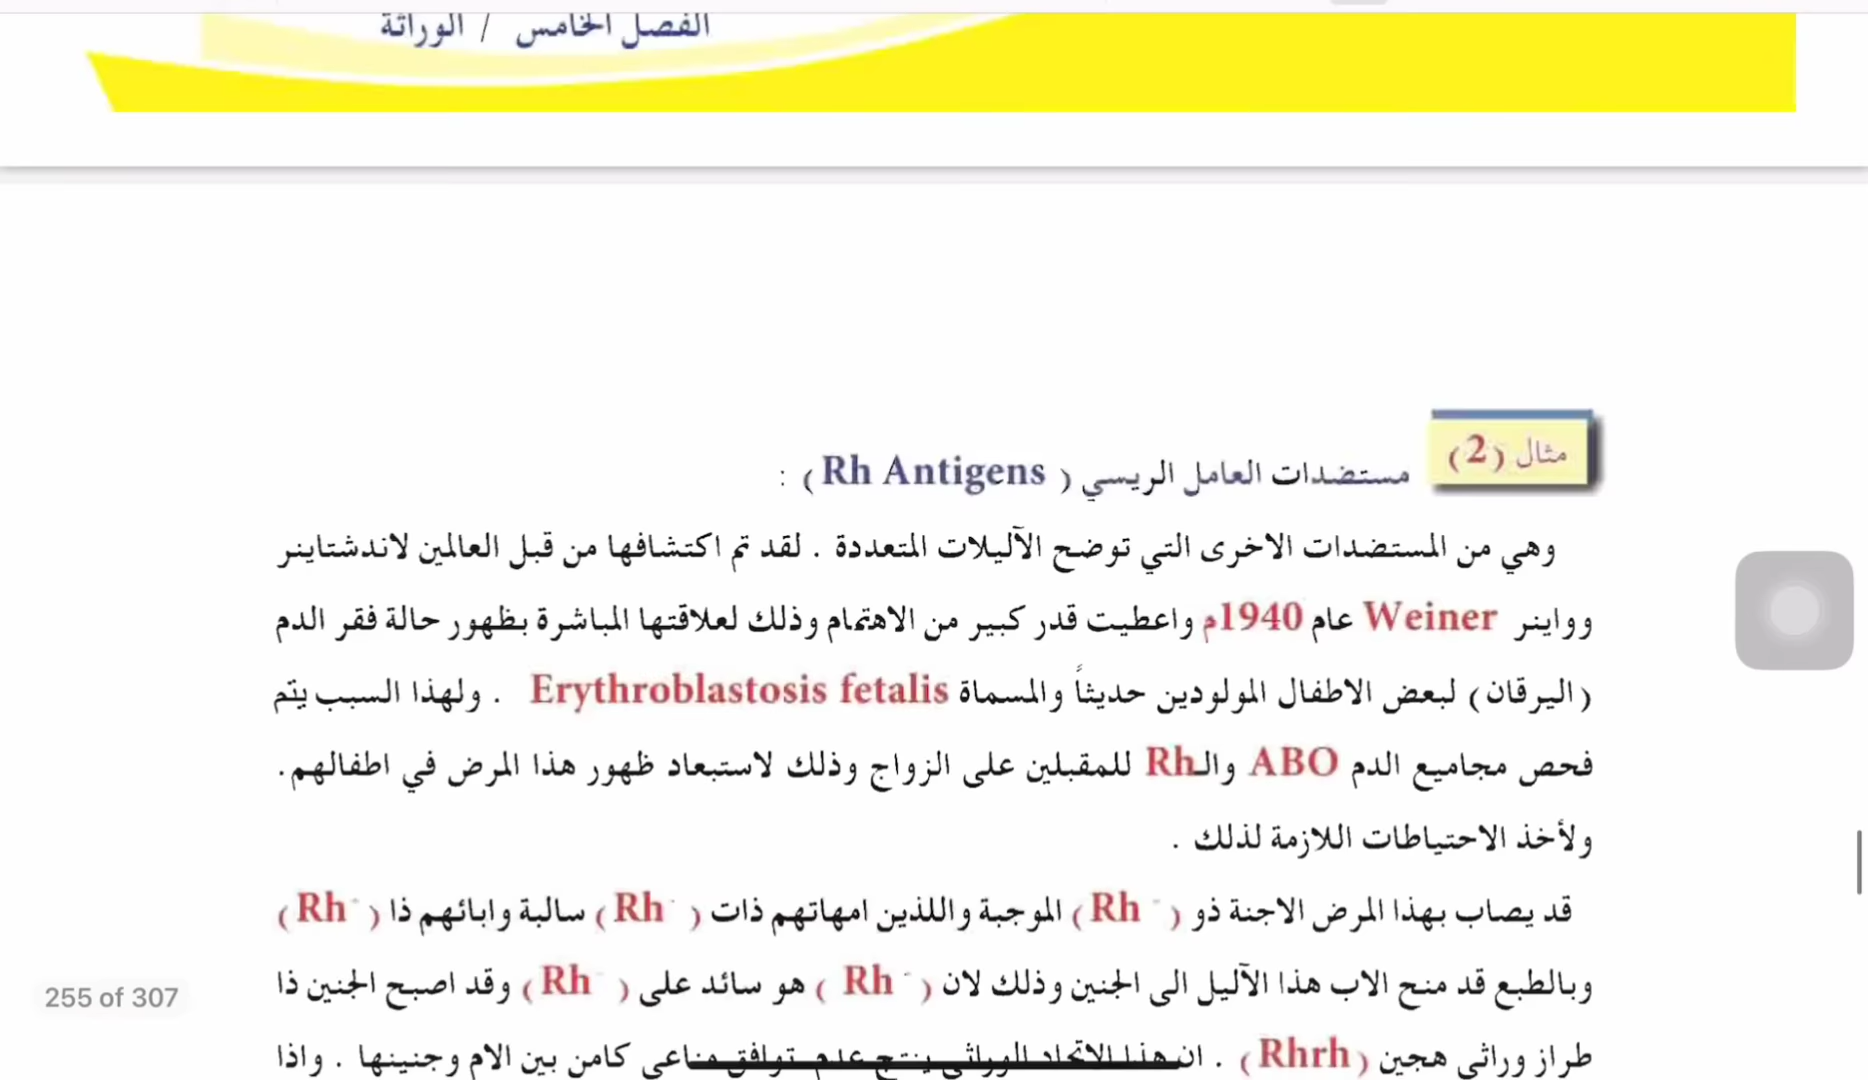 الفصل الخامس / الوراثة
مثال (2)
مستضدات العامل الريسي ( Rh Antigens ) :
وهي من المستضدات الاخرى التي توضح الآليلات المتعددة . لقد تم اكتشافها من قبل العالمين لاندشتاينر
وواينر Weiner عام 1940م واعطيت قدر كبير من الاهتمام وذلك لعلاقتها المباشرة بظهور حالة فقر الدم
(اليرقان) لبعض الاطفال المولودين حديثاً والمسماة Erythroblastosis fetalis . ولهذا السبب يتم
فحص مجاميع الدم ABO والـRh للمقبلين على الزواج وذلك لاستبعاد ظهور هذا المرض في اطفالهم.
ولأخذ الاحتياطات اللازمة لذلك .
قد يصاب بهذا المرض الاجنة ذو ( Rh ) الموجبة واللذين امهاتهم ذات ( Rh ) سالبة وابائهم ذا ( Rh )
وبالطبع قد منح الاب هذا الآليل الى الجنين وذلك لان ( Rh ) هو سائد على ( Rh ) وقد اصبح الجنين ذا
طراز وراثي هجين ( Rhrh ) . ان هذا الاتحاد الوراثي ينتج عدم توافق مناعي كامن بين الام وجنينها . واذا
255 of 307